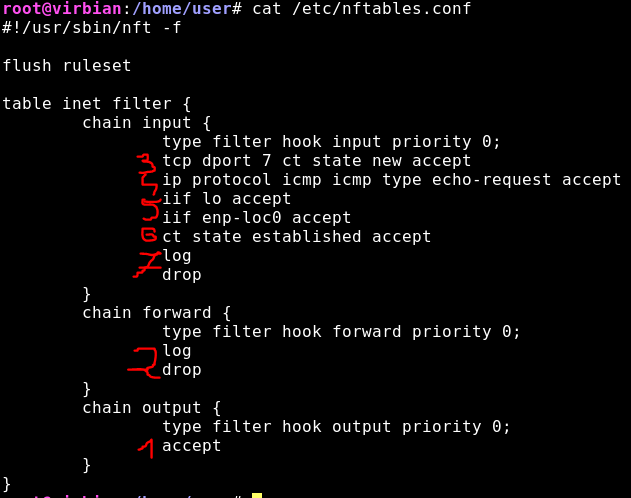 root@virbian:/home/user# cat /etc/nftables.conf
#!/usr/sbin/nft -f
flush ruleset
table inet filter {
chain input {
type filter hook input priority 0;
3 tcp dport 7 ct state new accept
ip protocol icmp icmp type echo-request accept
iif lo accept
iif enp-loc0 accept
6 ct state established accept
7 log
drop
}
chain forward {
type filter hook forward priority 0;
2 log
drop
}
chain output {
type filter hook output priority 0;
1 accept
}
}